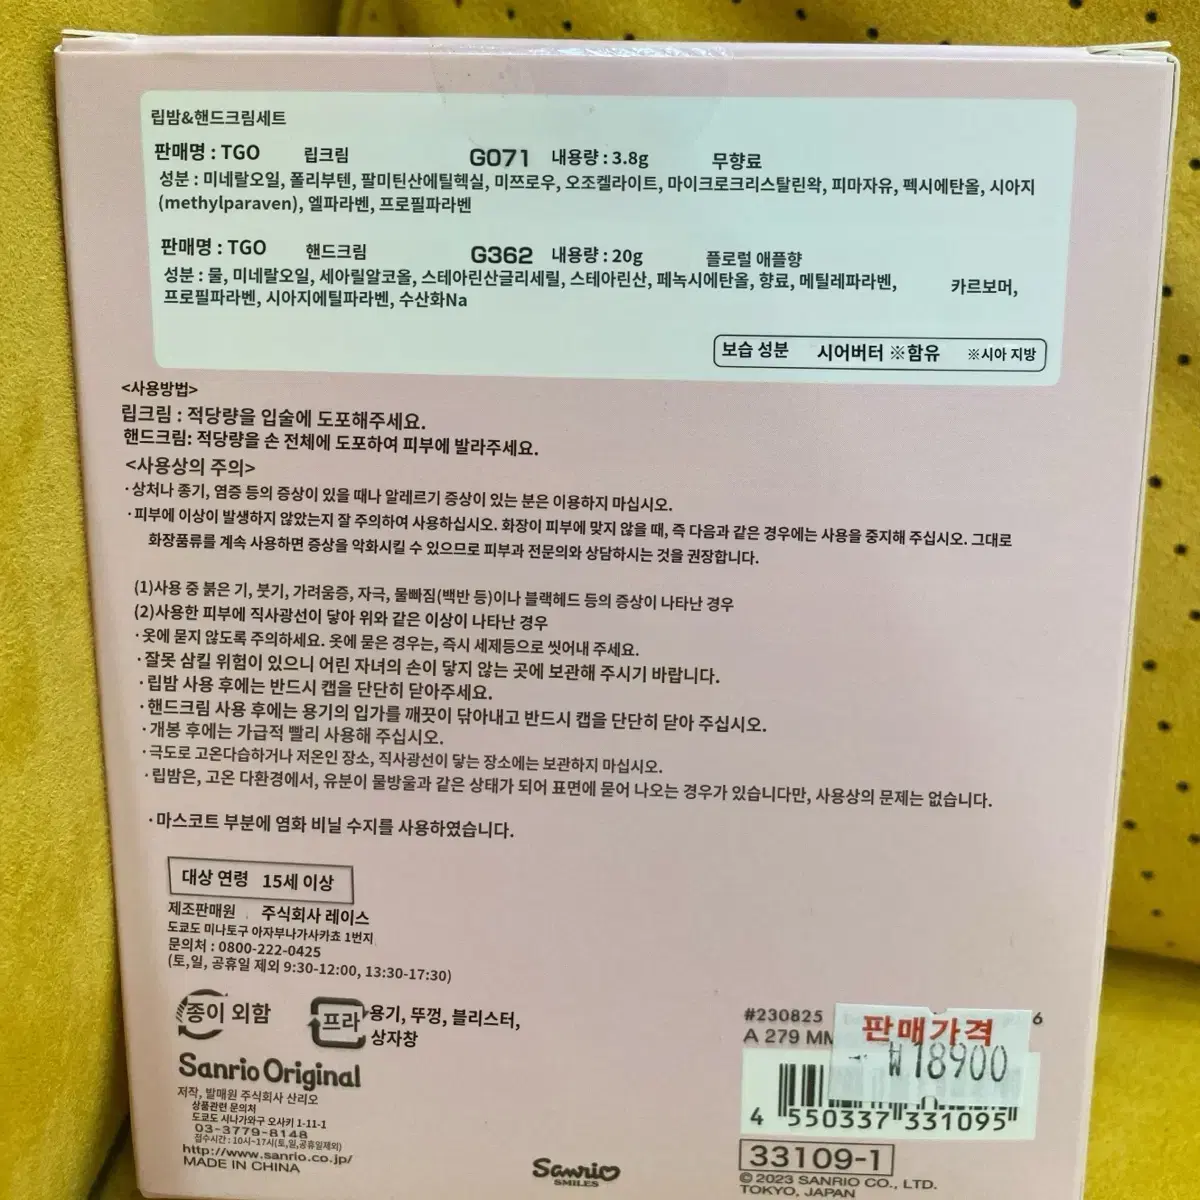 립밤&핸드크림세트
판매명 : TGO 립크림 G071 내용량 : 3.8g 무향료
성분 : 미네랄오일, 폴리부텐, 팔미틴산에틸헥실, 미쯔로우, 오조켈라이트, 마이크로크리스탈린왁, 피마자유, 펙시에탄올, 시아지
(methylparaven), 엘파라벤, 프로필파라벤
판매명 : TGO 핸드크림 G362 내용량 : 20g 플로럴 애플향
성분 : 물, 미네랄오일, 세아릴알코올, 스테아린산글리세릴, 스테아린산, 페녹시에탄올, 향료, 메틸레파라벤, 카르보머,
프로필파라벤, 시아지에틸파라벤, 수산화Na
보습 성분 시어버터 ※함유 ※시아 지방
<사용방법>
립크림 : 적당량을 입술에 도포해주세요.
핸드크림: 적당량을 손 전체에 도포하여 피부에 발라주세요.
<사용상의 주의>
·상처나 종기, 염증 등의 증상이 있을 때나 알레르기 증상이 있는 분은 이용하지 마십시오.
·피부에 이상이 발생하지 않았는지 잘 주의하여 사용하십시오. 화장이 피부에 맞지 않을 때, 즉 다음과 같은 경우에는 사용을 중지해 주십시오. 그대로
화장품류를 계속 사용하면 증상을 악화시킬 수 있으므로 피부과 전문의와 상담하시는 것을 권장합니다.
(1)사용 중 붉은 기, 붓기, 가려움증, 자극, 물빠짐(백반 등)이나 블랙헤드 등의 증상이 나타난 경우
(2)사용한 피부에 직사광선이 닿아 위와 같은 이상이 나타난 경우
·옷에 묻지 않도록 주의하세요. 옷에 묻은 경우는, 즉시 세제등으로 씻어내 주세요.
·잘못 삼킬 위험이 있으니 어린 자녀의 손이 닿지 않는 곳에 보관해 주시기 바랍니다.
·립밤 사용 후에는 반드시 캡을 단단히 닫아주세요.
·핸드크림 사용 후에는 용기의 입가를 깨끗이 닦아내고 반드시 캡을 단단히 닫아 주십시오.
·개봉 후에는 가급적 빨리 사용해 주십시오.
·극도로 고온다습하거나 저온인 장소, 직사광선이 닿는 장소에는 보관하지 마십시오.
·립밤은, 고온 다환경에서, 유분이 물방울과 같은 상태가 되어 표면에 묻어 나오는 경우가 있습니다만, 사용상의 문제는 없습니다.
·마스코트 부분에 염화 비닐 수지를 사용하였습니다.
대상 연령 15세 이상
제조판매원 주식회사 레이스
도쿄도 미나토구 아자부나가사카쵸 1번지
문의처 : 0800-222-0425
(토,일, 공휴일 제외 9:30-12:00, 13:30-17:30)
종이 외함
프라 용기, 뚜껑, 블리스터,
상자창
Sanrio Original
저작, 발매원 주식회사 산리오
상품관련 문의처
도쿄도 시나가와구 오사키 1-11-1
03-3779-8148
접수시간 : 10시~17시(토,일,공휴일제외)
http://www.sanrio.co.jp/
MADE IN CHINA
Sanrio
SMILES
#230825 6
A 279 MM
판매가격
₩18900
4 550337 331095
33109-1
© 2023 SANRIO CO., LTD.
TOKYO, JAPAN